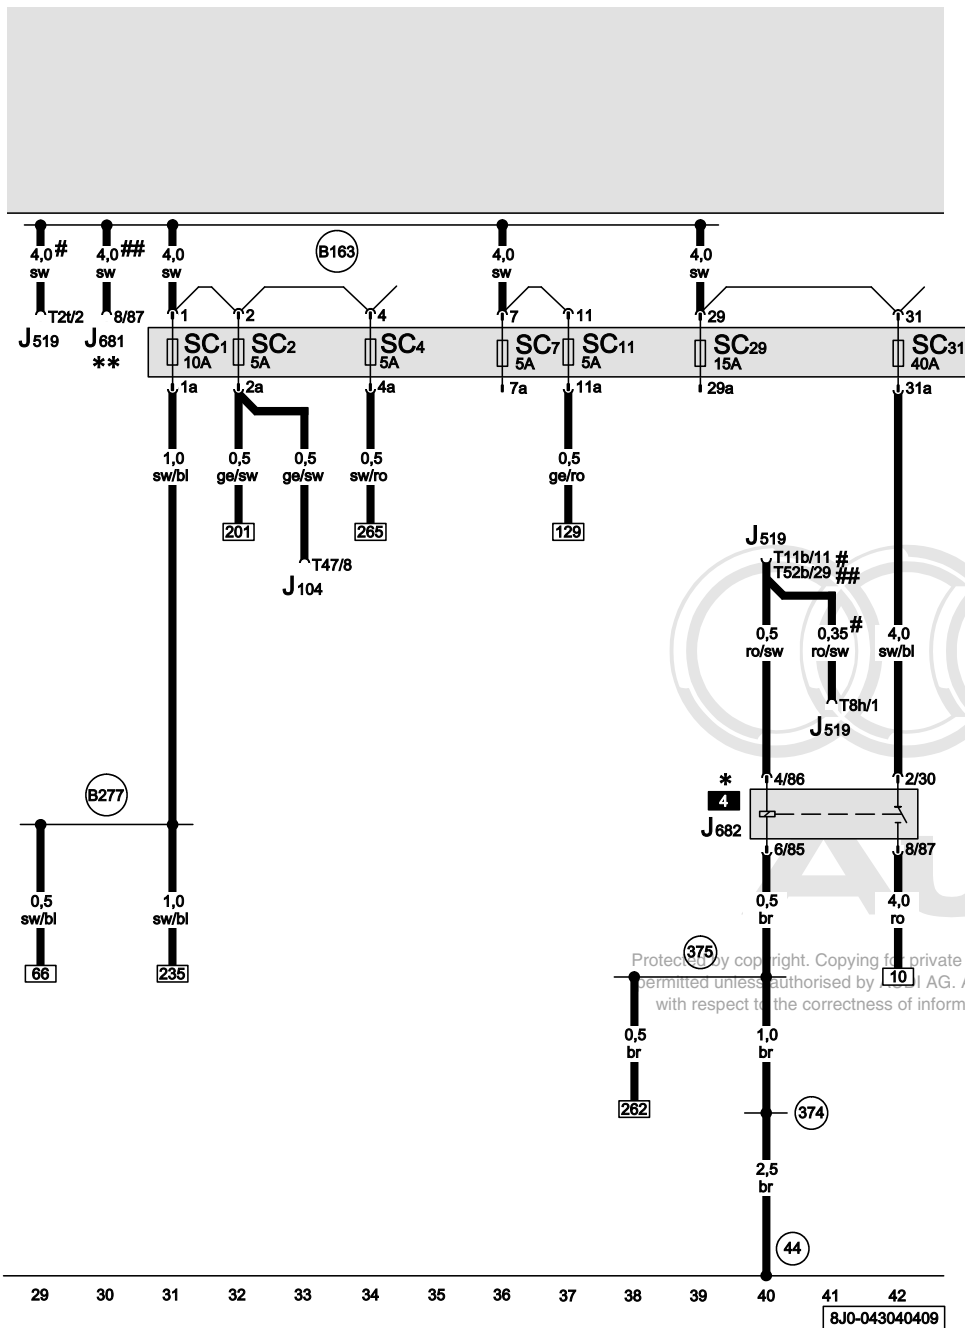 4,0 # 4,0 ## 4,0 B163 4,0 4,0
sw sw sw sw sw
T2t/2 8/87 1 2 4 7 11 29 31
J519 J681 SC1 SC2 SC4 SC7 SC11 SC29 SC31
** 10A 5A 5A 5A 5A 15A 40A
1a 2a 4a 7a 11a 29a 31a
1,0 0,5 0,5 0,5 0,5
sw/bl ge/sw ge/sw sw/ro ge/ro
201 265 129
J519
T11b/11 #
T52b/29 ##
T47/8
J104
0,5 0,35 # 4,0
ro/sw ro/sw sw/bl
T8h/1
J519
* 4/86 2/30
B277 4
J682
6/85 8/87
0,5 1,0 0,5 4,0
sw/bl sw/bl br ro
AU
66 235 375 10
Protected by copyright. Copying for private
permitted unless authorised by AUDI AG. A
with respect to the correctness of inform
0,5 1,0
br br
262 374
2,5
br
44
29 30 31 32 33 34 35 36 37 38 39 40 41 42
8J0-043040409